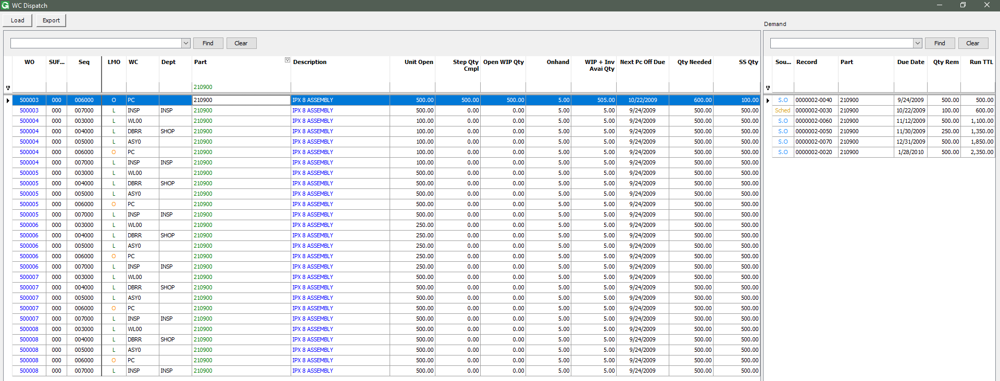 WC Dispatch
Load Export
Demand
Find Clear
Find Clear
WO SUF... Seq LMO WC Dept Part Description Unit Open Step Qty Cmpl Open WIP Qty Onhand WIP + Inv Avai Qty Next Pc Off Due Qty Needed SS Qty
Sou... Record Part Due Date Qty Rem Run TTL
210900
500003 000 006000 O PC 210900 IPX 8 ASSEMBLY 500.00 500.00 500.00 5.00 505.00 10/22/2009 600.00 100.00
500003 000 007000 L INSP INSP 210900 IPX 8 ASSEMBLY 500.00 0.00 0.00 5.00 5.00 9/24/2009 500.00 500.00
500004 000 003000 L WL00 210900 IPX 8 ASSEMBLY 100.00 0.00 0.00 5.00 5.00 9/24/2009 500.00 500.00
500004 000 004000 L DBRR SHOP 210900 IPX 8 ASSEMBLY 100.00 0.00 0.00 5.00 5.00 9/24/2009 500.00 500.00
500004 000 005000 L ASY0 210900 IPX 8 ASSEMBLY 100.00 0.00 0.00 5.00 5.00 9/24/2009 500.00 500.00
500004 000 006000 O PC 210900 IPX 8 ASSEMBLY 100.00 0.00 0.00 5.00 5.00 9/24/2009 500.00 500.00
500004 000 007000 L INSP INSP 210900 IPX 8 ASSEMBLY 100.00 0.00 0.00 5.00 5.00 9/24/2009 500.00 500.00
500005 000 003000 L WL00 210900 IPX 8 ASSEMBLY 500.00 0.00 0.00 5.00 5.00 9/24/2009 500.00 500.00
500005 000 004000 L DBRR SHOP 210900 IPX 8 ASSEMBLY 500.00 0.00 0.00 5.00 5.00 9/24/2009 500.00 500.00
500005 000 005000 L ASY0 210900 IPX 8 ASSEMBLY 500.00 0.00 0.00 5.00 5.00 9/24/2009 500.00 500.00
500005 000 006000 O PC 210900 IPX 8 ASSEMBLY 500.00 0.00 0.00 5.00 5.00 9/24/2009 500.00 500.00
500005 000 007000 L INSP INSP 210900 IPX 8 ASSEMBLY 500.00 0.00 0.00 5.00 5.00 9/24/2009 500.00 500.00
500006 000 003000 L WL00 210900 IPX 8 ASSEMBLY 250.00 0.00 0.00 5.00 5.00 9/24/2009 500.00 500.00
500006 000 004000 L DBRR SHOP 210900 IPX 8 ASSEMBLY 250.00 0.00 0.00 5.00 5.00 9/24/2009 500.00 500.00
500006 000 005000 L ASY0 210900 IPX 8 ASSEMBLY 250.00 0.00 0.00 5.00 5.00 9/24/2009 500.00 500.00
500006 000 006000 O PC 210900 IPX 8 ASSEMBLY 250.00 0.00 0.00 5.00 5.00 9/24/2009 500.00 500.00
500006 000 007000 L INSP INSP 210900 IPX 8 ASSEMBLY 250.00 0.00 0.00 5.00 5.00 9/24/2009 500.00 500.00
500007 000 003000 L WL00 210900 IPX 8 ASSEMBLY 500.00 0.00 0.00 5.00 5.00 9/24/2009 500.00 500.00
500007 000 004000 L DBRR SHOP 210900 IPX 8 ASSEMBLY 500.00 0.00 0.00 5.00 5.00 9/24/2009 500.00 500.00
500007 000 005000 L ASY0 210900 IPX 8 ASSEMBLY 500.00 0.00 0.00 5.00 5.00 9/24/2009 500.00 500.00
500007 000 006000 O PC 210900 IPX 8 ASSEMBLY 500.00 0.00 0.00 5.00 5.00 9/24/2009 500.00 500.00
500007 000 007000 L INSP INSP 210900 IPX 8 ASSEMBLY 500.00 0.00 0.00 5.00 5.00 9/24/2009 500.00 500.00
500008 000 003000 L WL00 210900 IPX 8 ASSEMBLY 500.00 0.00 0.00 5.00 5.00 9/24/2009 500.00 500.00
500008 000 004000 L DBRR SHOP 210900 IPX 8 ASSEMBLY 500.00 0.00 0.00 5.00 5.00 9/24/2009 500.00 500.00
500008 000 005000 L ASY0 210900 IPX 8 ASSEMBLY 500.00 0.00 0.00 5.00 5.00 9/24/2009 500.00 500.00
500008 000 006000 O PC 210900 IPX 8 ASSEMBLY 500.00 0.00 0.00 5.00 5.00 9/24/2009 500.00 500.00
500008 000 007000 L INSP INSP 210900 IPX 8 ASSEMBLY 500.00 0.00 0.00 5.00 5.00 9/24/2009 500.00 500.00
S.O 0000002-0040 210900 9/24/2009 500.00 500.00
Sched 0000002-0030 210900 10/22/2009 100.00 600.00
S.O 0000002-0060 210900 11/12/2009 500.00 1,100.00
S.O 0000002-0050 210900 11/30/2009 250.00 1,350.00
S.O 0000002-0070 210900 12/31/2009 500.00 1,850.00
S.O 0000002-0020 210900 1/28/2010 500.00 2,350.00